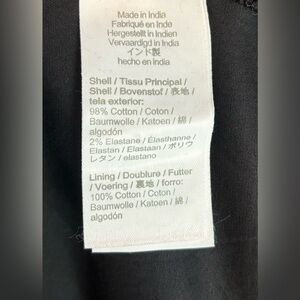 Made in India
Fabriqué en Inde
Hergestellt in Indien
Vervaardigd in India
インド製
hecho en India
Shell / Tissu Principal /
Shell / Bovenstof / 表地 /
tela exterior:
98% Cotton / Coton /
Baumwolle / Katoen / 綿 /
algodón
2% Elastane / Élasthanne /
Elastan / Elastaan / ポリウ
レタン / elastano
Lining / Doublure / Futter
/ Voering / 裏地 / forro:
100% Cotton / Coton /
Baumwolle / Katoen / 綿 /
algodón